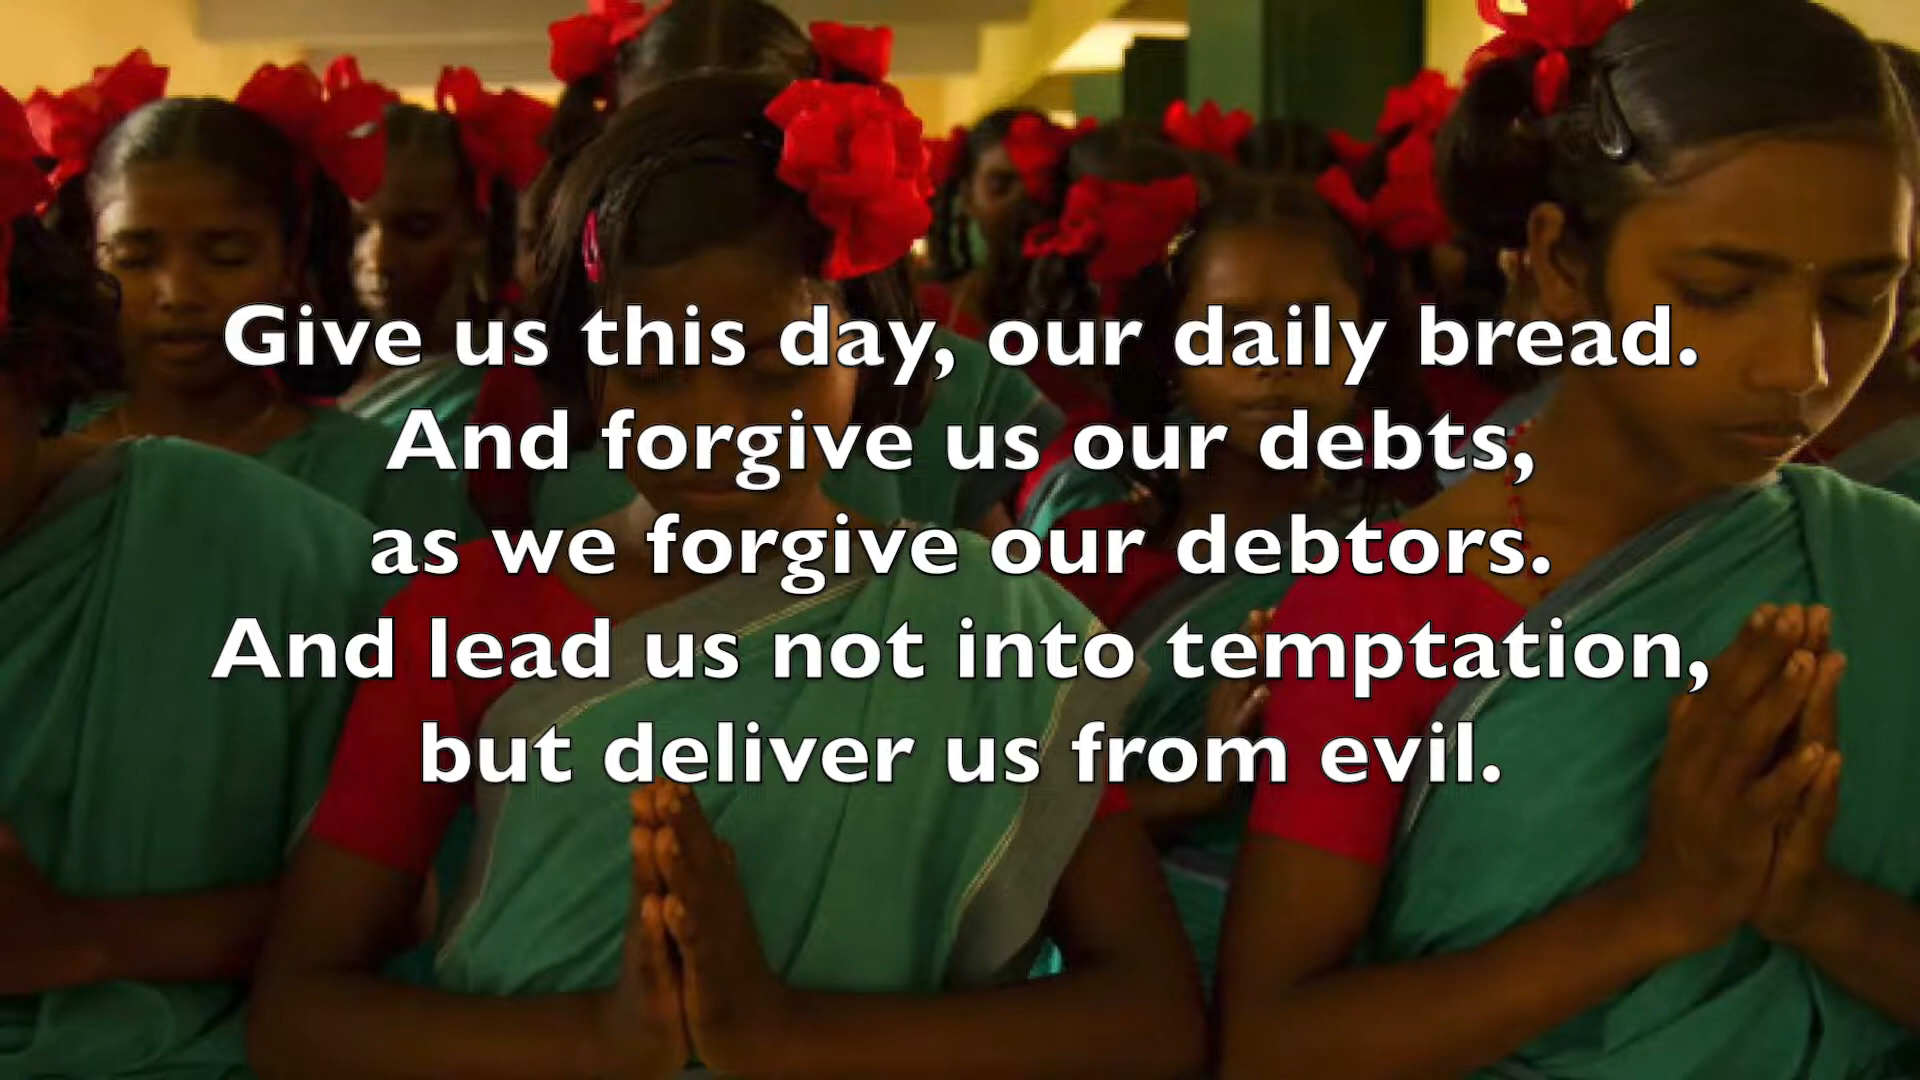 Give us this day, our daily bread.
And forgive us our debts,
as we forgive our debtors.
And lead us not into temptation,
but deliver us from evil.